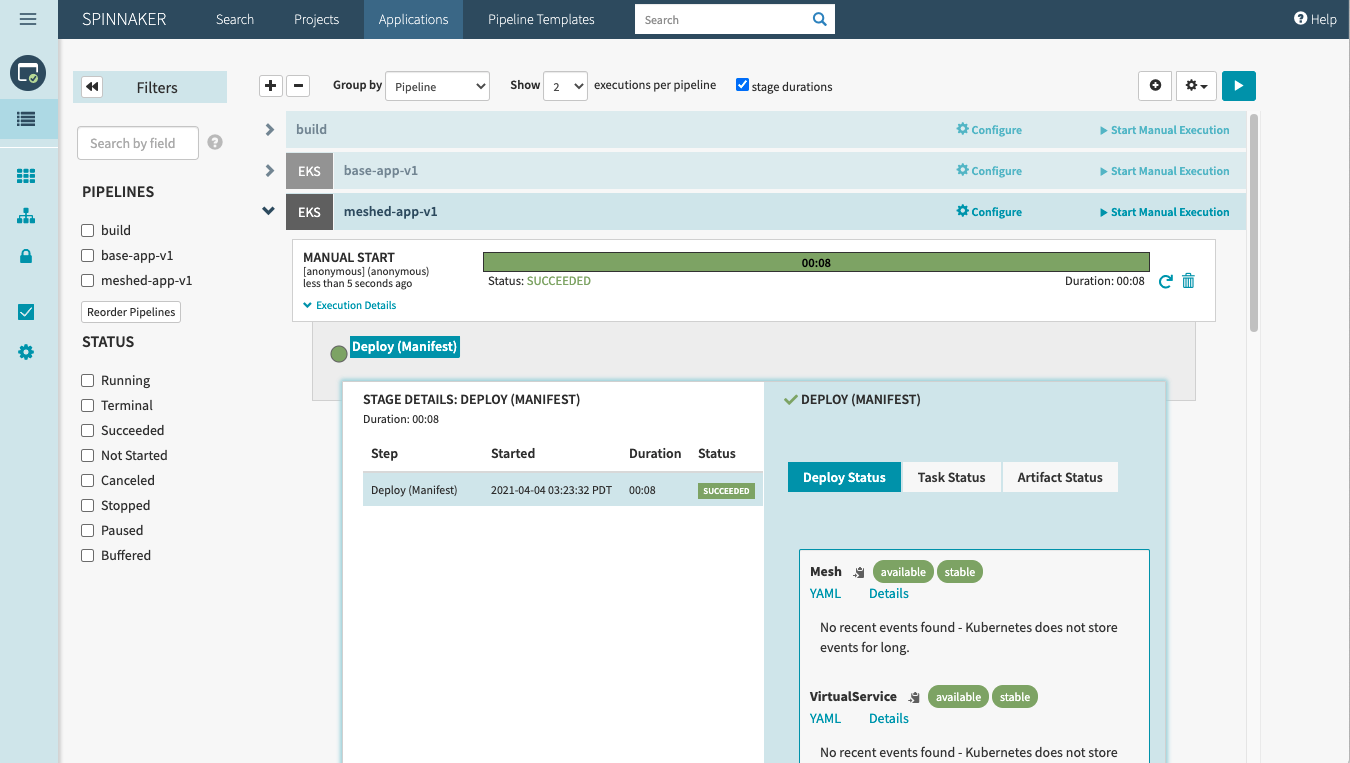 SPINNAKER Search Projects Applications Pipeline Templates Search Help
Filters
Group by Pipeline Show 2 executions per pipeline stage durations
Search by field
PIPELINES
build
base-app-v1
meshed-app-v1
Reorder Pipelines
STATUS
Running
Terminal
Succeeded
Not Started
Canceled
Stopped
Paused
Buffered
build Configure Start Manual Execution
EKS base-app-v1 Configure Start Manual Execution
EKS meshed-app-v1 Configure Start Manual Execution
MANUAL START
[anonymous] (anonymous)
less than 5 seconds ago
Execution Details
00:08
Status: SUCCEEDED Duration: 00:08
Deploy (Manifest)
STAGE DETAILS: DEPLOY (MANIFEST)
Duration: 00:08
Step Started Duration Status
Deploy (Manifest) 2021-04-04 03:23:32 PDT 00:08 SUCCEEDED
DEPLOY (MANIFEST)
Deploy Status Task Status Artifact Status
Mesh available stable
YAML Details
No recent events found - Kubernetes does not store
events for long.
VirtualService available stable
YAML Details
No recent events found - Kubernetes does not store